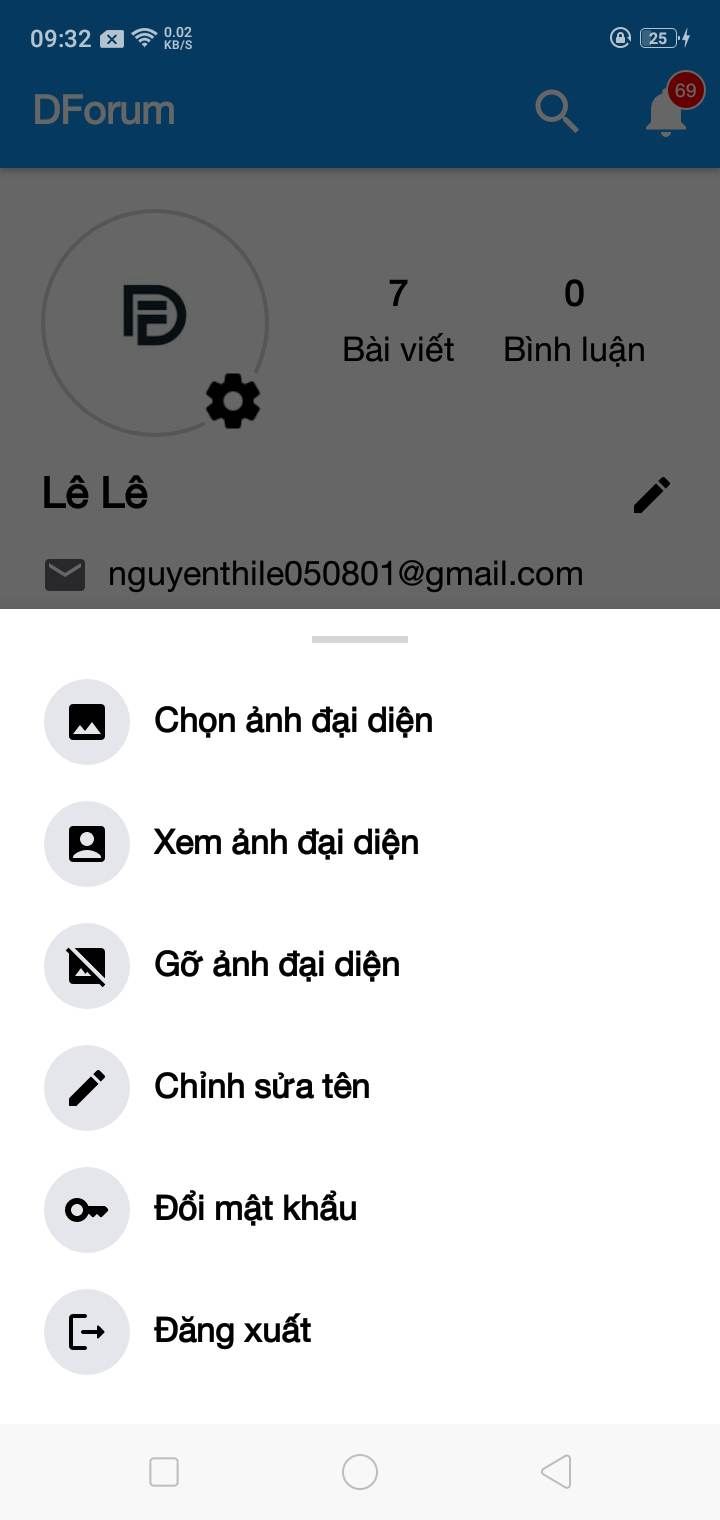 09:32 0.02 KB/S 25
DForum 69
7 0
Bài viết Bình luận
Lê Lê
nguyenthile050801@gmail.com
Chọn ảnh đại diện
Xem ảnh đại diện
Gỡ ảnh đại diện
Chỉnh sửa tên
Đổi mật khẩu
Đăng xuất